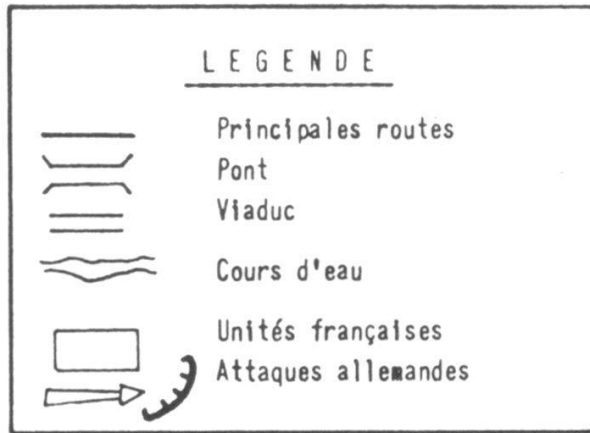 LEGENDE
Principales routes
Pont
Viaduc
Cours d'eau
Unités françaises
Attaques allemandes